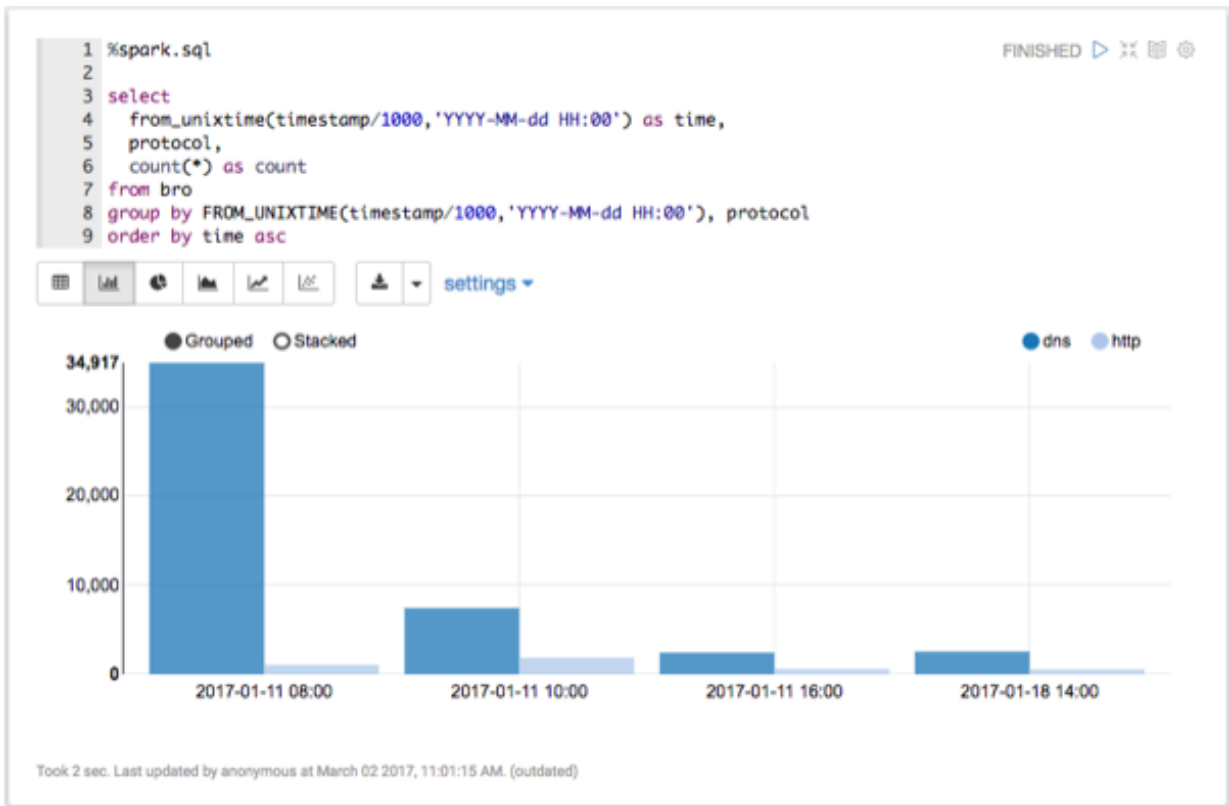 1 %spark.sql
FINISHED
2
3 select
4   from_unixtime(timestamp/1000,'YYYY-MM-dd HH:00') as time,
5   protocol,
6   count(*) as count
7 from bro
8 group by FROM_UNIXTIME(timestamp/1000,'YYYY-MM-dd HH:00'), protocol
9 order by time asc
settings
Grouped Stacked dns http
34,917
30,000
20,000
10,000
0
2017-01-11 08:00 2017-01-11 10:00 2017-01-11 16:00 2017-01-18 14:00
Took 2 sec. Last updated by anonymous at March 02 2017, 11:01:15 AM. (outdated)